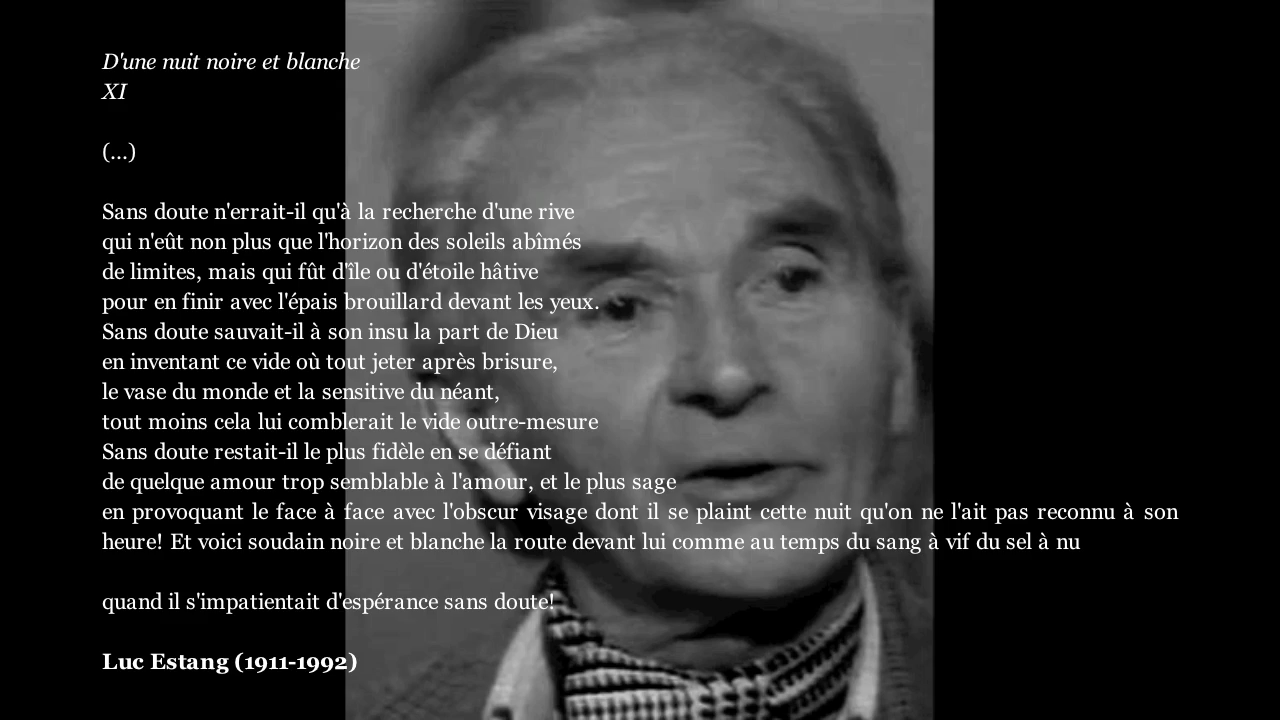 D'une nuit noire et blanche
XI
(...)
Sans doute n'errait-il qu'à la recherche d'une rive
qui n'eût non plus que l'horizon des soleils abîmés
de limites, mais qui fût d'île ou d'étoile hâtive
pour en finir avec l'épais brouillard devant les yeux.
Sans doute sauvait-il à son insu la part de Dieu
en inventant ce vide où tout jeter après brisure,
le vase du monde et la sensitive du néant,
tout moins cela lui comblerait le vide outre-mesure
Sans doute restait-il le plus fidèle en se défiant
de quelque amour trop semblable à l'amour, et le plus sage
en provoquant le face à face avec l'obscur visage dont il se plaint cette nuit qu'on ne l'ait pas reconnu à son
heure! Et voici soudain noire et blanche la route devant lui comme au temps du sang à vif du sel à nu
quand il s'impatientait d'espérance sans doute!
Luc Estang (1911-1992)